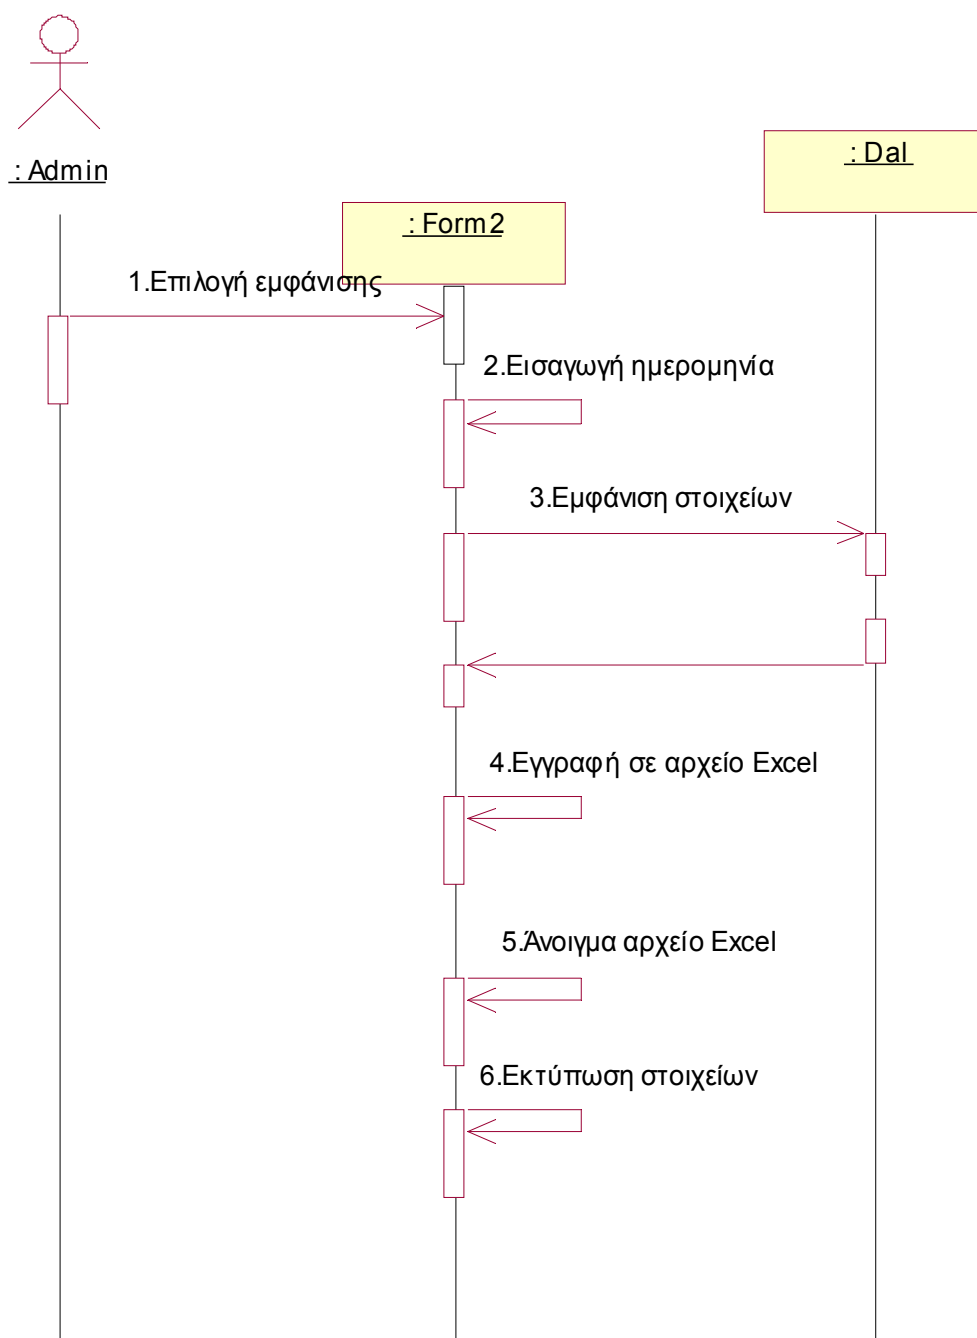 : Admin
: Dal
: Form2
1.Επιλογή εμφάνισης
2.Εισαγωγή ημερομηνία
3.Εμφάνιση στοιχείων
4.Εγγραφή σε αρχείο Excel
5.Άνοιγμα αρχείο Excel
6.Εκτύπωση στοιχείων